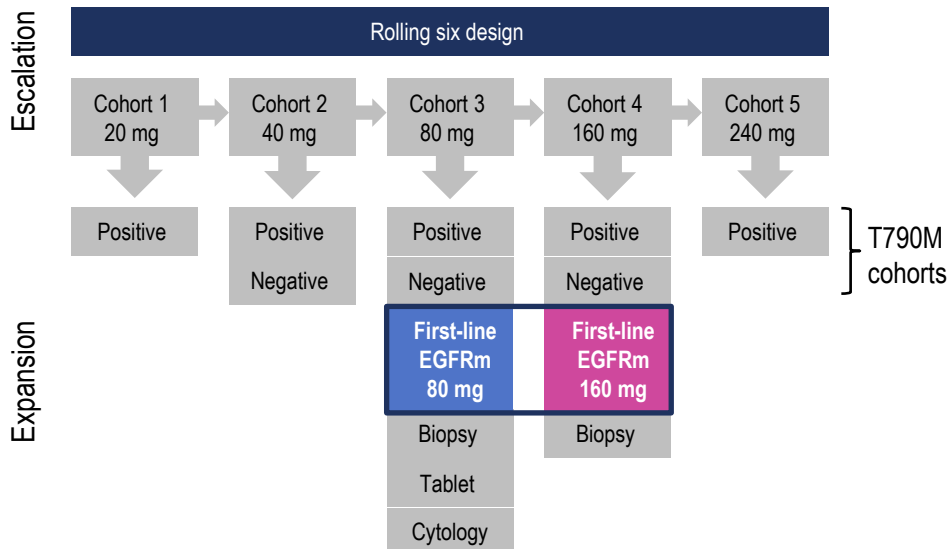 Escalation
Rolling six design
Cohort 1
20 mg
Cohort 2
40 mg
Cohort 3
80 mg
Cohort 4
160 mg
Cohort 5
240 mg
Positive
Positive
Positive
Positive
Positive
T790M
cohorts
Negative
Negative
Negative
Expansion
First-line
EGFRm
80 mg
First-line
EGFRm
160 mg
Biopsy
Biopsy
Tablet
Cytology